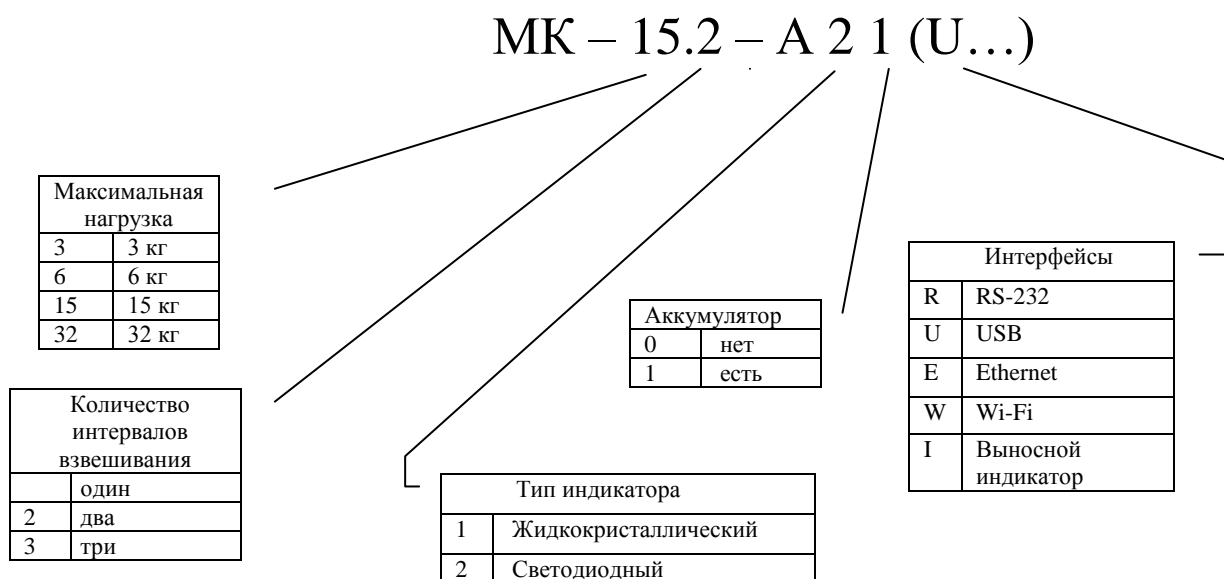 МК – 15.2 – А 2 1 (U…)
Максимальная
нагрузка
3 3 кг
6 6 кг
15 15 кг
32 32 кг
Количество
интервалов
взвешивания
один
2 два
3 три
Аккумулятор
0 нет
1 есть
Тип индикатора
1 Жидкокристаллический
2 Светодиодный
Интерфейсы
R RS-232
U USB
E Ethernet
W Wi-Fi
I Выносной
индикатор